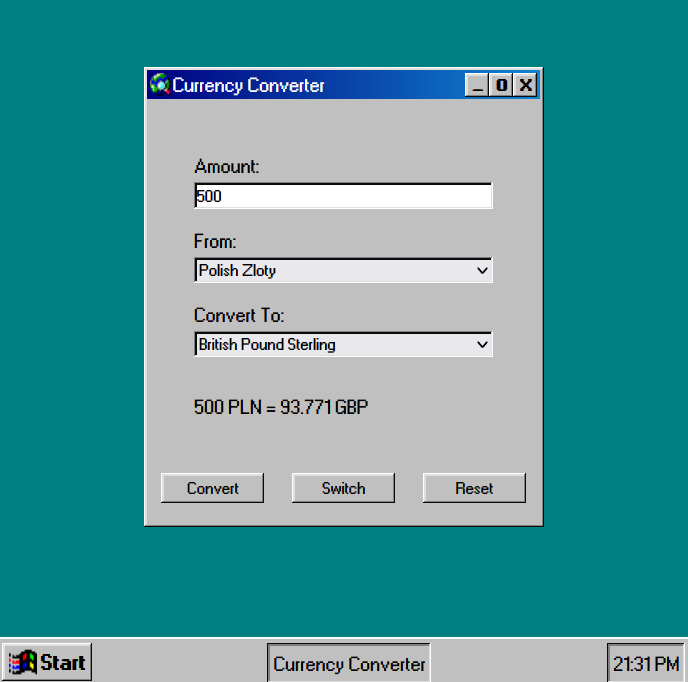 Currency Converter
Amount:
500
From:
Polish Zloty
Convert To:
British Pound Sterling
500 PLN = 93.771 GBP
Convert Switch Reset
Start Currency Converter 21:31 PM